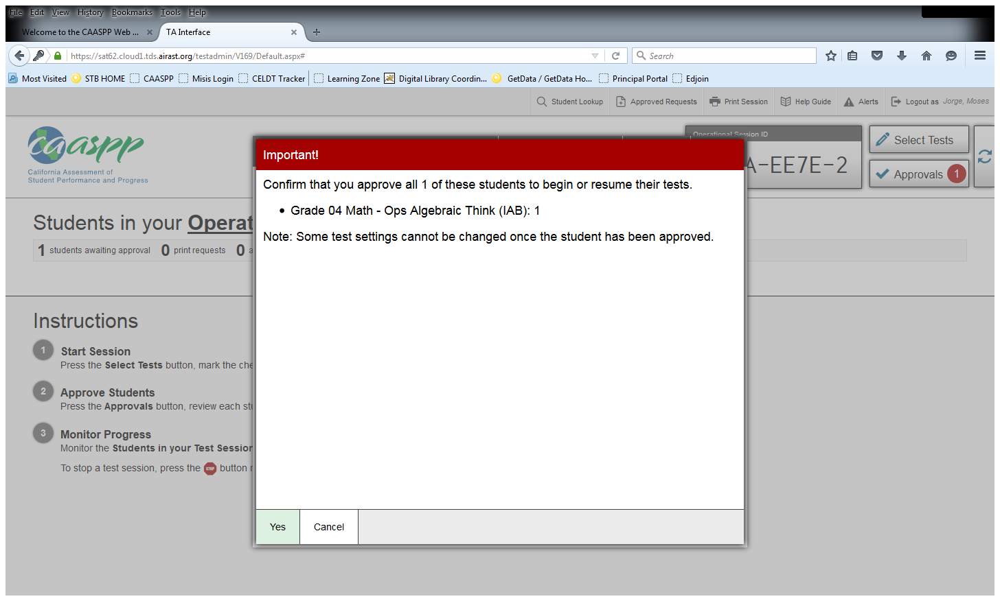 File Edit View History Bookmarks Tools Help
Welcome to the CAASPP Web ... × TA Interface × +
https://sat62.cloud1.tds.airast.org/testadmin/V169/Default.aspx# Search
Most Visited STB HOME CAASPP Misis Login CELDT Tracker Learning Zone Digital Library Coordin... GetData / GetData Ho... Principal Portal Edjoin
Student Lookup Approved Requests Print Session Help Guide Alerts Logout as Jorge, Moses
caaspp
California Assessment of
Student Performance and Progress
Operational Session ID
A-EE7E-2
Select Tests
Approvals 1
Students in your Operat
1 students awaiting approval 0 print requests 0 a
Instructions
1 Start Session
Press the Select Tests button, mark the che
2 Approve Students
Press the Approvals button, review each stu
3 Monitor Progress
Monitor the Students in your Test Session
To stop a test session, press the STOP button
Important!
Confirm that you approve all 1 of these students to begin or resume their tests.
• Grade 04 Math - Ops Algebraic Think (IAB): 1
Note: Some test settings cannot be changed once the student has been approved.
Yes Cancel